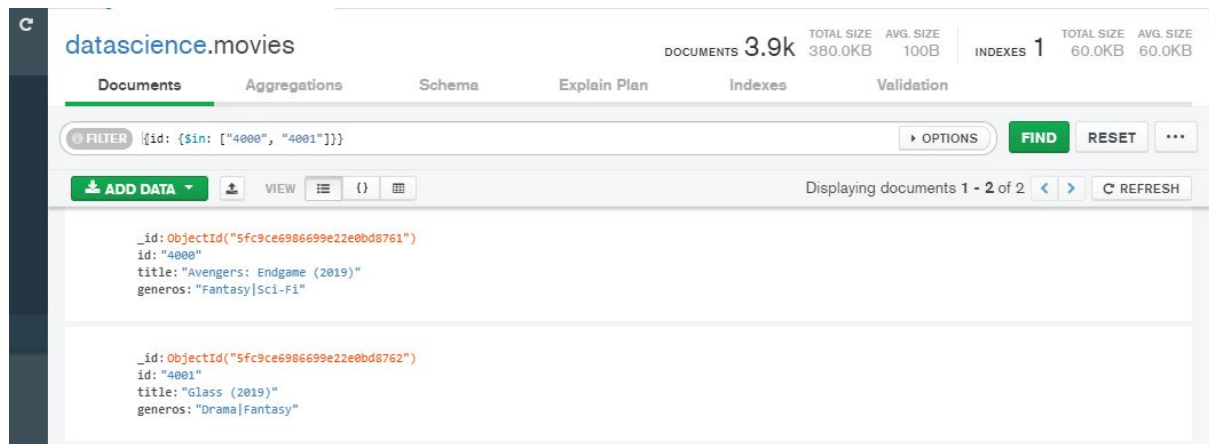 datascience.movies
DOCUMENTS 3.9k TOTAL SIZE 380.0KB AVG. SIZE 100B INDEXES 1 TOTAL SIZE 60.0KB AVG. SIZE 60.0KB
Documents Aggregations Schema Explain Plan Indexes Validation
FILTER {id: {$in: ["4000", "4001"]}} OPTIONS FIND RESET ...
ADD DATA VIEW {} Displaying documents 1 - 2 of 2 < > REFRESH
_id: ObjectId("5fc9ce6986699e22e0bd8761")
id: "4000"
title: "Avengers: Endgame (2019)"
generos: "Fantasy|Sci-Fi"
_id: ObjectId("5fc9ce6986699e22e0bd8762")
id: "4001"
title: "Glass (2019)"
generos: "Drama|Fantasy"